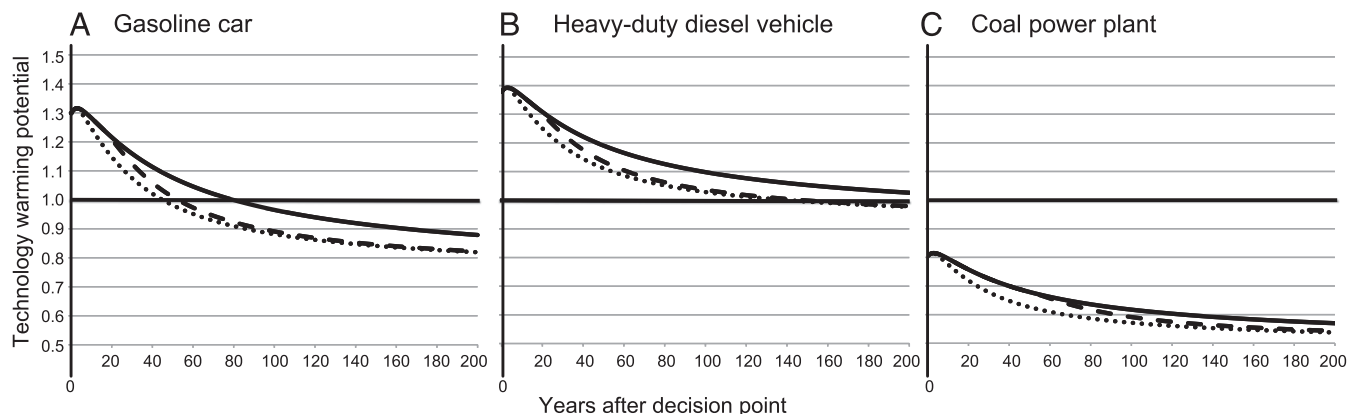 A Gasoline car
B Heavy-duty diesel vehicle
C Coal power plant
Technology warming potential
1.5
1.4
1.3
1.2
1.1
1.0
0.9
0.8
0.7
0.6
0.5
20 40 60 80 100 120 140 160 180 200
0
20 40 60 80 100 120 140 160 180 200
0
20 40 60 80 100 120 140 160 180 200
0
Years after decision point